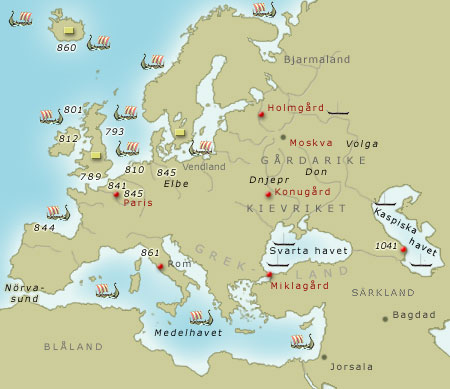 860
Bjarmaland
801
Holmgård
793
812
Moskva
Volga
810
845
Vendland
GÅRDARIKE
789
Elbe
Dnjepr
Don
841
845
Paris
Konugård
KIEVRIKET
844
Kaspiska
havet
861
Rom
GREKLAND
Svarta havet
1041
Nörva-
sund
Miklagård
SÄRKLAND
Medelhavet
Bagdad
BLÅLAND
Jorsala